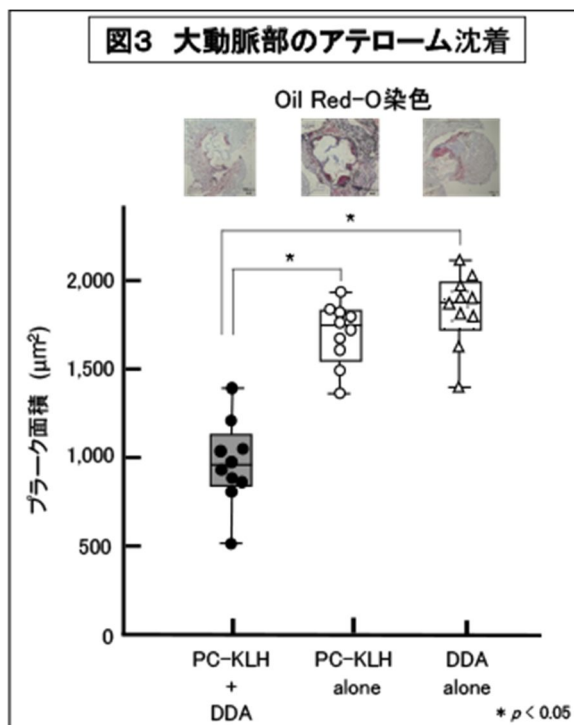 図3 大動脈部のアテローム沈着
Oil Red-O染色
*
*
2,000
1,500
1,000
500
0
プラーク面積 (μm²)
PC-KLH
+
DDA
PC-KLH
alone
DDA
alone
* p < 0.05